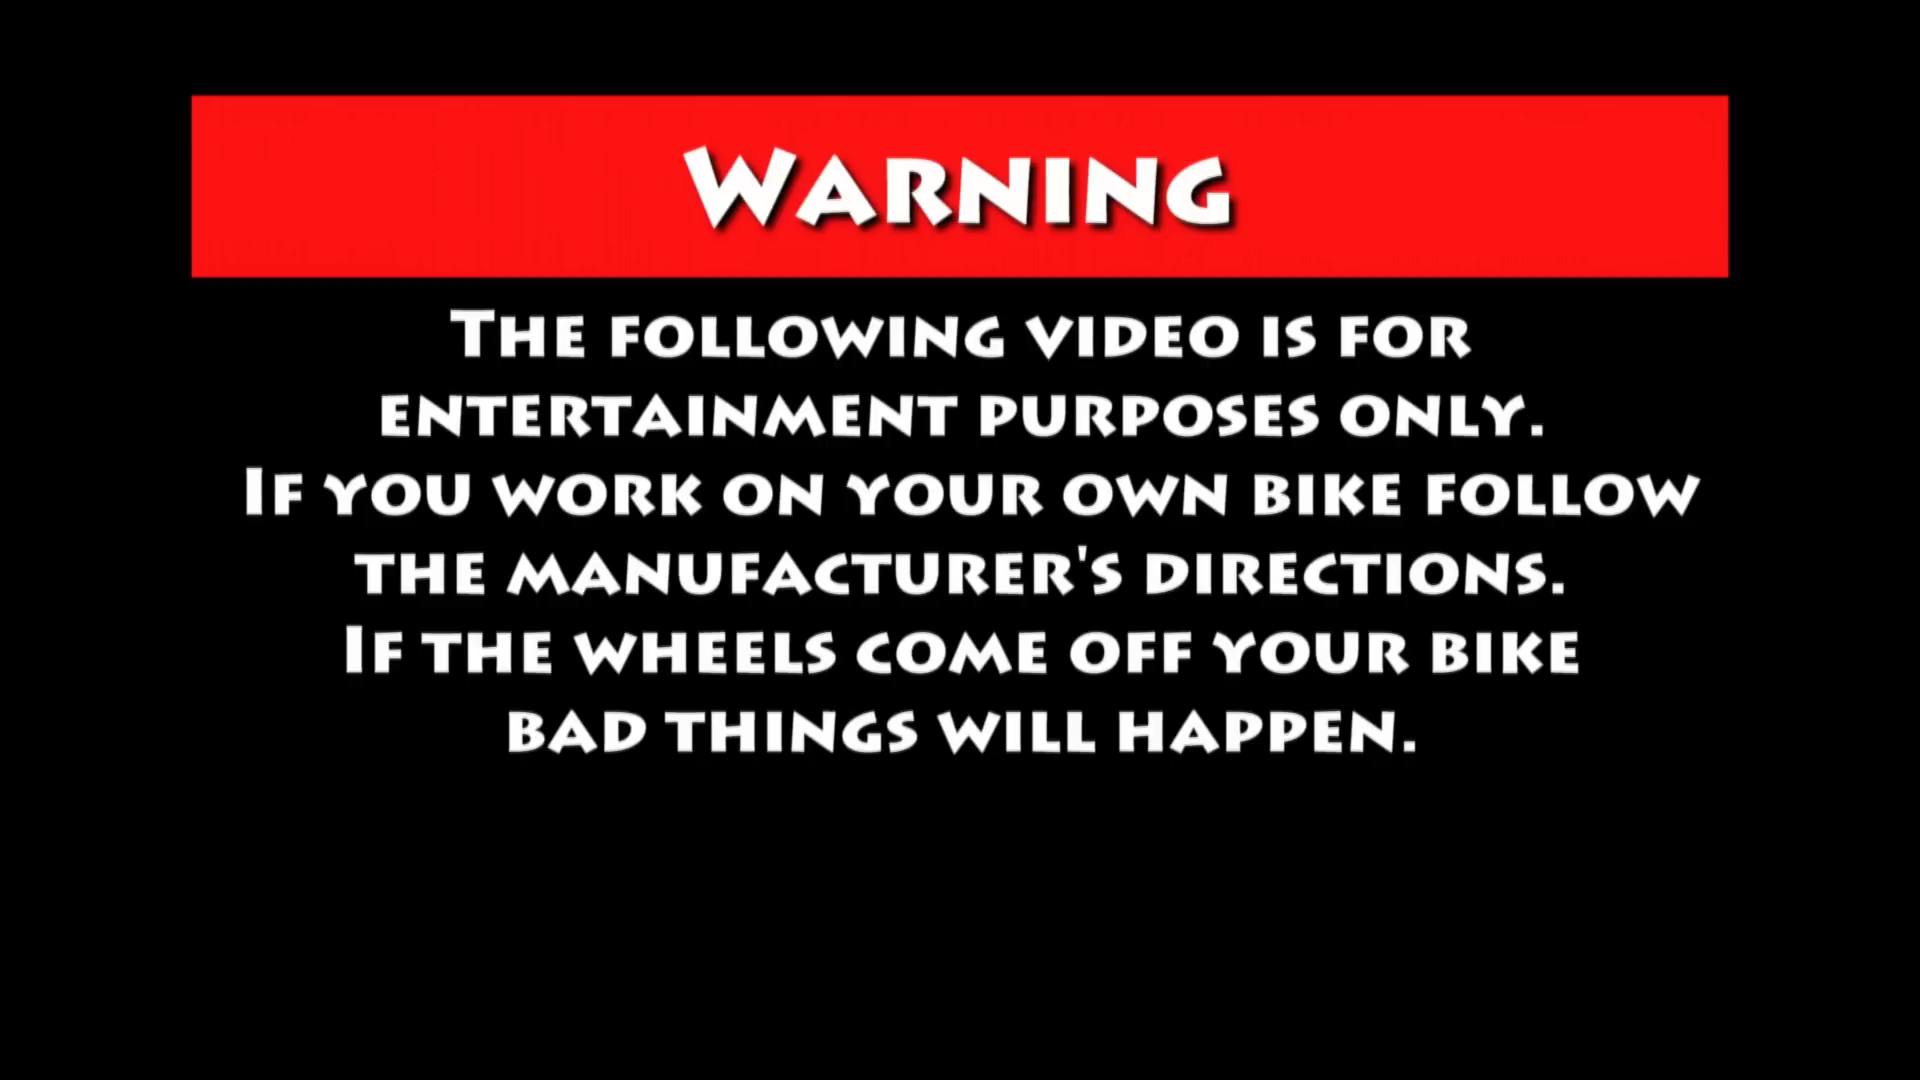 Warning
The following video is for
entertainment purposes only.
If you work on your own bike follow
the manufacturer's directions.
If the wheels come off your bike
bad things will happen.